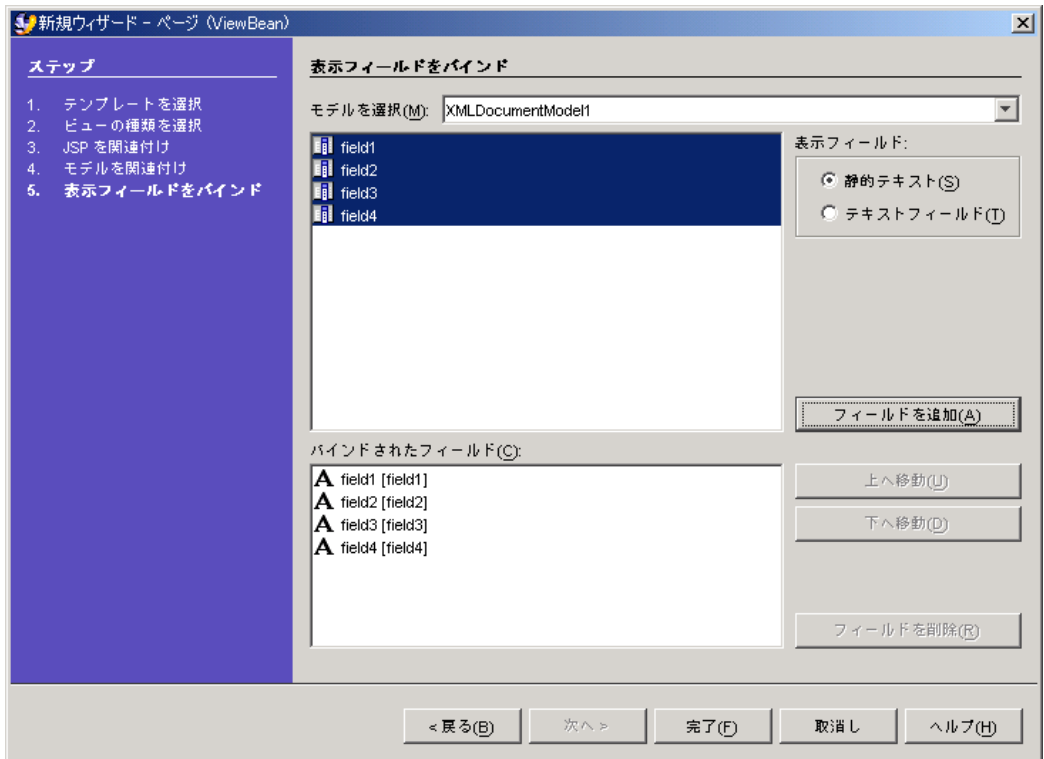 新規ウィザード - ページ (ViewBean)
ステップ
1. テンプレートを選択
2. ビューの種類を選択
3. JSP を関連付け
4. モデルを関連付け
5. 表示フィールドをバインド
表示フィールドをバインド
モデルを選択(M): XMLDocumentModel1
field1
field2
field3
field4
表示フィールド:
静的テキスト(S)
テキストフィールド(T)
フィールドを追加(A)
バインドされたフィールド(C):
A field1 [field1]
A field2 [field2]
A field3 [field3]
A field4 [field4]
上へ移動(U)
下へ移動(D)
フィールドを削除(R)
< 戻る(B)
次へ >
完了(F)
取消し
ヘルプ(H)